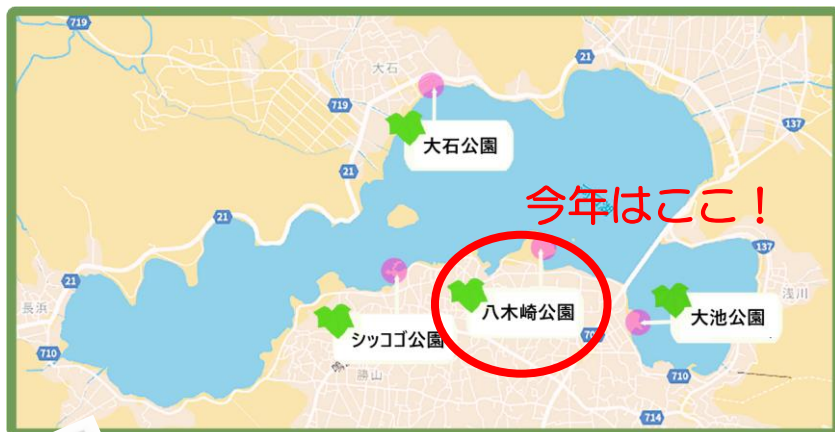 719
大石
21
719
137
大石公園
21
今年はここ！
21
137
21
浅川
長浜
八木崎公園
大池公園
シッコゴ公園
710
勝山
710
714